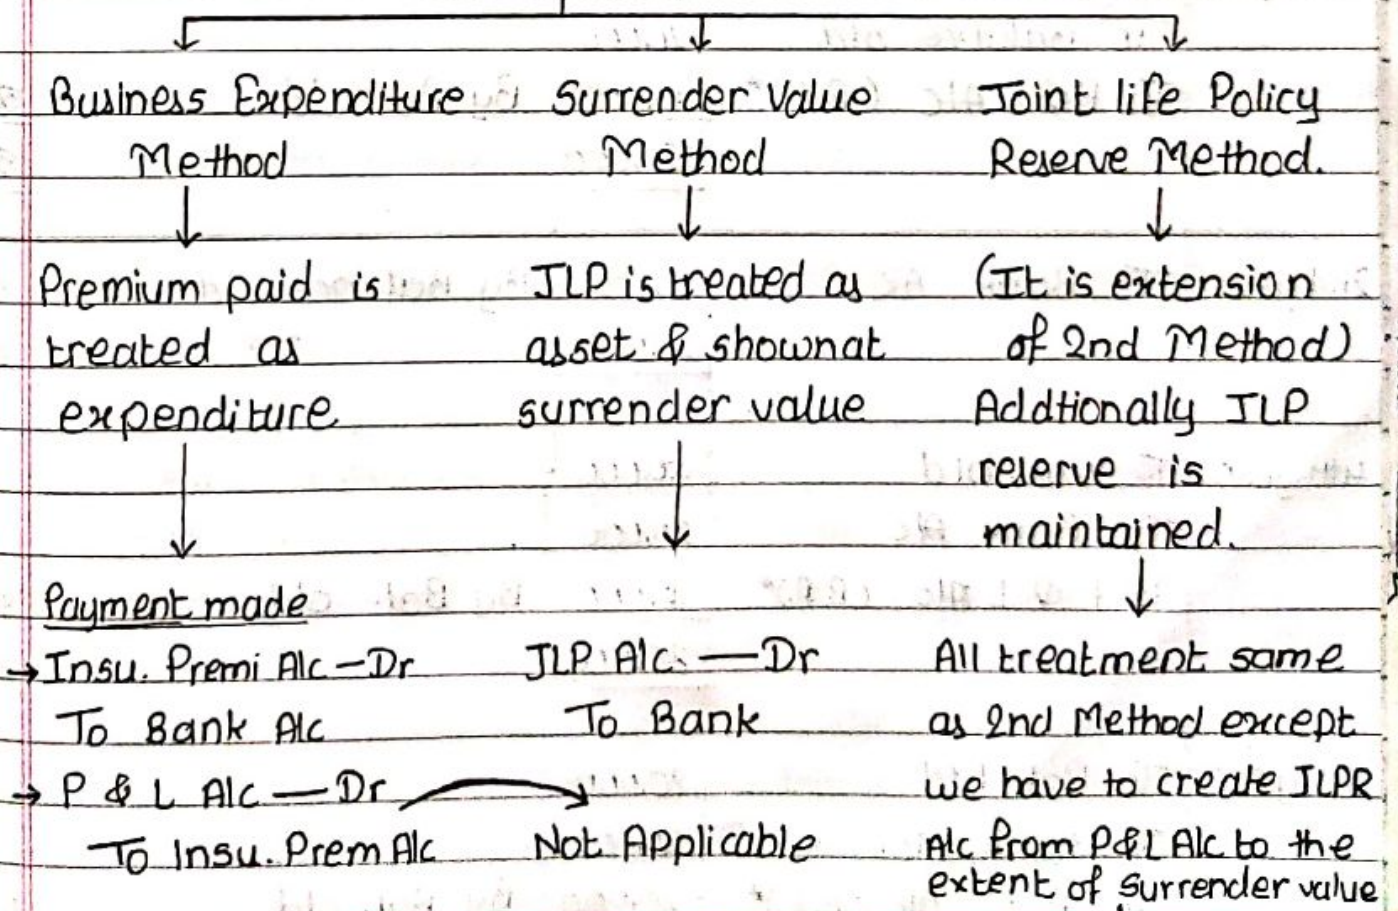 Business Expenditure
Method
↓
Premium paid is
treated as
expenditure
↓
Payment made
→ Insu. Premi A/c – Dr
To Bank A/c
→ P & L A/c — Dr
To Insu. Prem A/c
Surrender Value
Method
↓
JLP is treated as
asset & shownat
surrender value
↓
JLP A/c. — Dr
To Bank
Not Applicable
Joint life Policy
Reserve Method.
↓
(It is extension
of 2nd Method)
Addtionally JLP
reserve is
maintained.
↓
All treatment same
as 2nd Method except
we have to create JLPR
A/c from P&L A/c to the
extent of surrender value